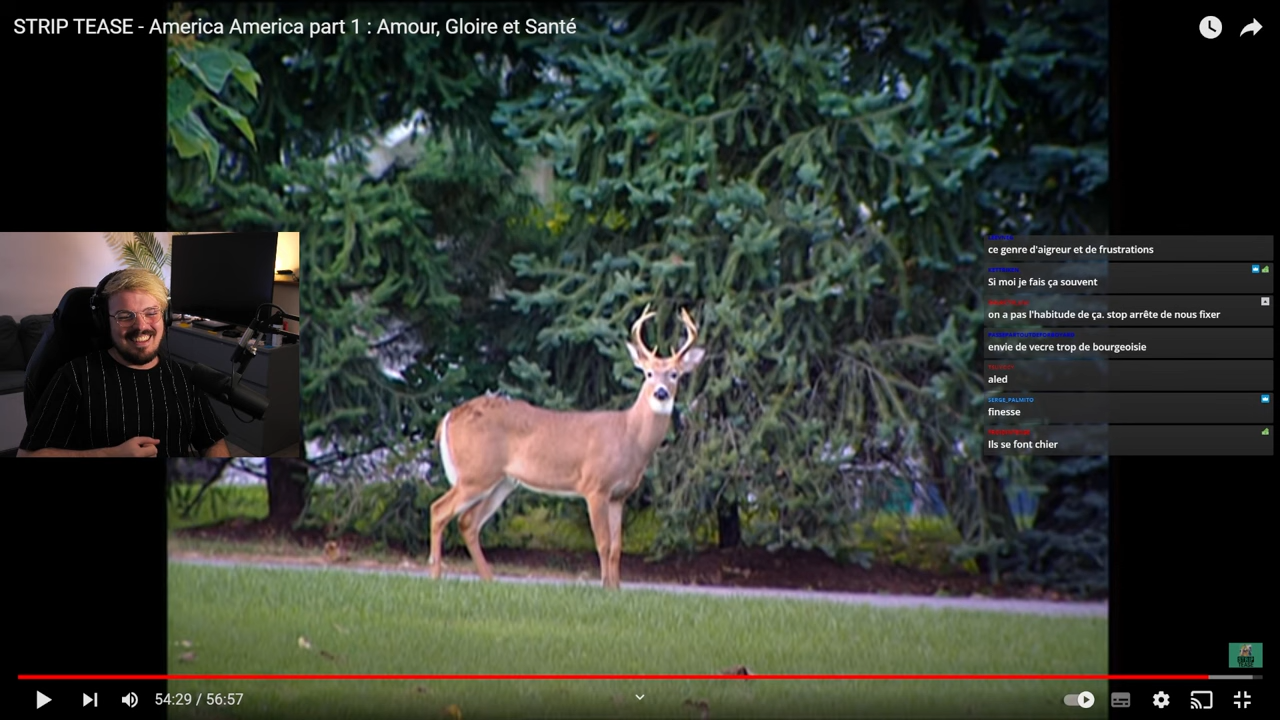 STRIP TEASE - America America part 1 : Amour, Gloire et Santé
ce genre d'aigreur et de frustrations
Si moi je fais ça souvent
on a pas l'habitude de ça. stop arrête de nous fixer
envie de vecre trop de bourgeoisie
aled
SERGE_PALMITO
finesse
Ils se font chier
STRIP
TEASE
54:29 / 56:57